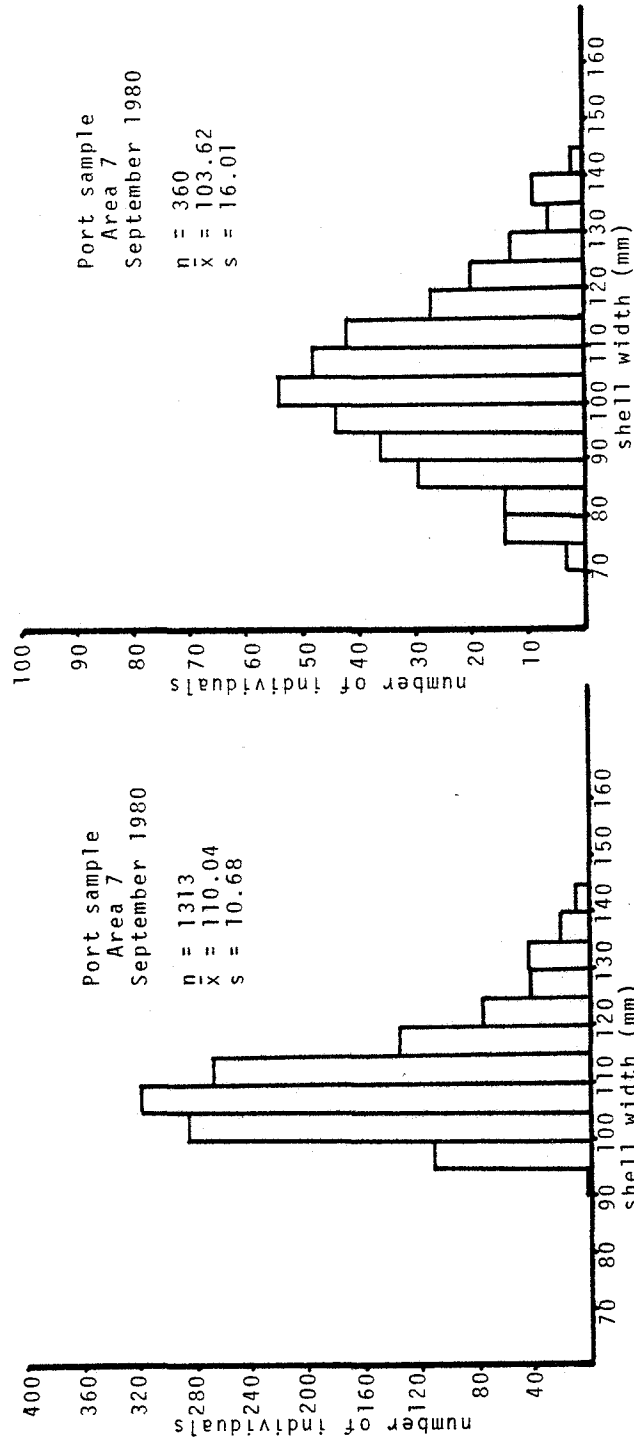 Port sample
Area 7
September 1980
n = 1313
x̄ = 110.04
s = 10.68
number of individuals
400
360
320
280
240
200
160
120
80
40
70 80 90 100 110 120 130 140 150 160
shell width (mm)
Port sample
Area 7
September 1980
n = 360
x̄ = 103.62
s = 16.01
number of individuals
100
90
80
70
60
50
40
30
20
10
70 80 90 100 110 120 130 140 150 160
shell width (mm)